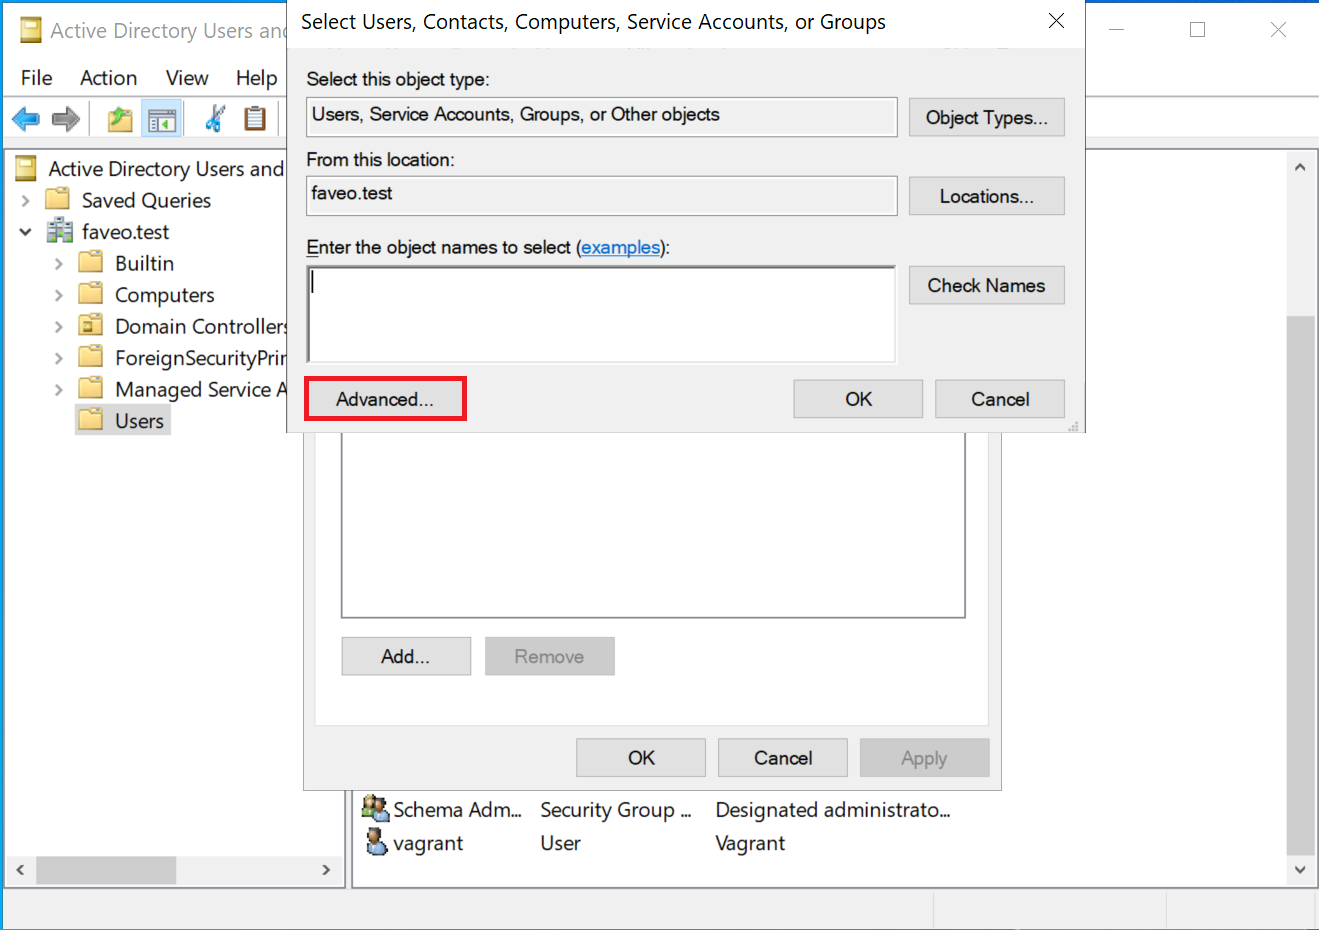 Active Directory Users and
Select Users, Contacts, Computers, Service Accounts, or Groups
File Action View Help
Select this object type:
Users, Service Accounts, Groups, or Other objects
Object Types...
From this location:
faveo.test
Locations...
Enter the object names to select (examples):
Check Names
Advanced...
OK
Cancel
Active Directory Users and
Saved Queries
faveo.test
Builtin
Computers
Domain Controllers
ForeignSecurityPri
Managed Service A
Users
Add...
Remove
OK
Cancel
Apply
Schema Adm... Security Group ... Designated administrato...
vagrant User Vagrant